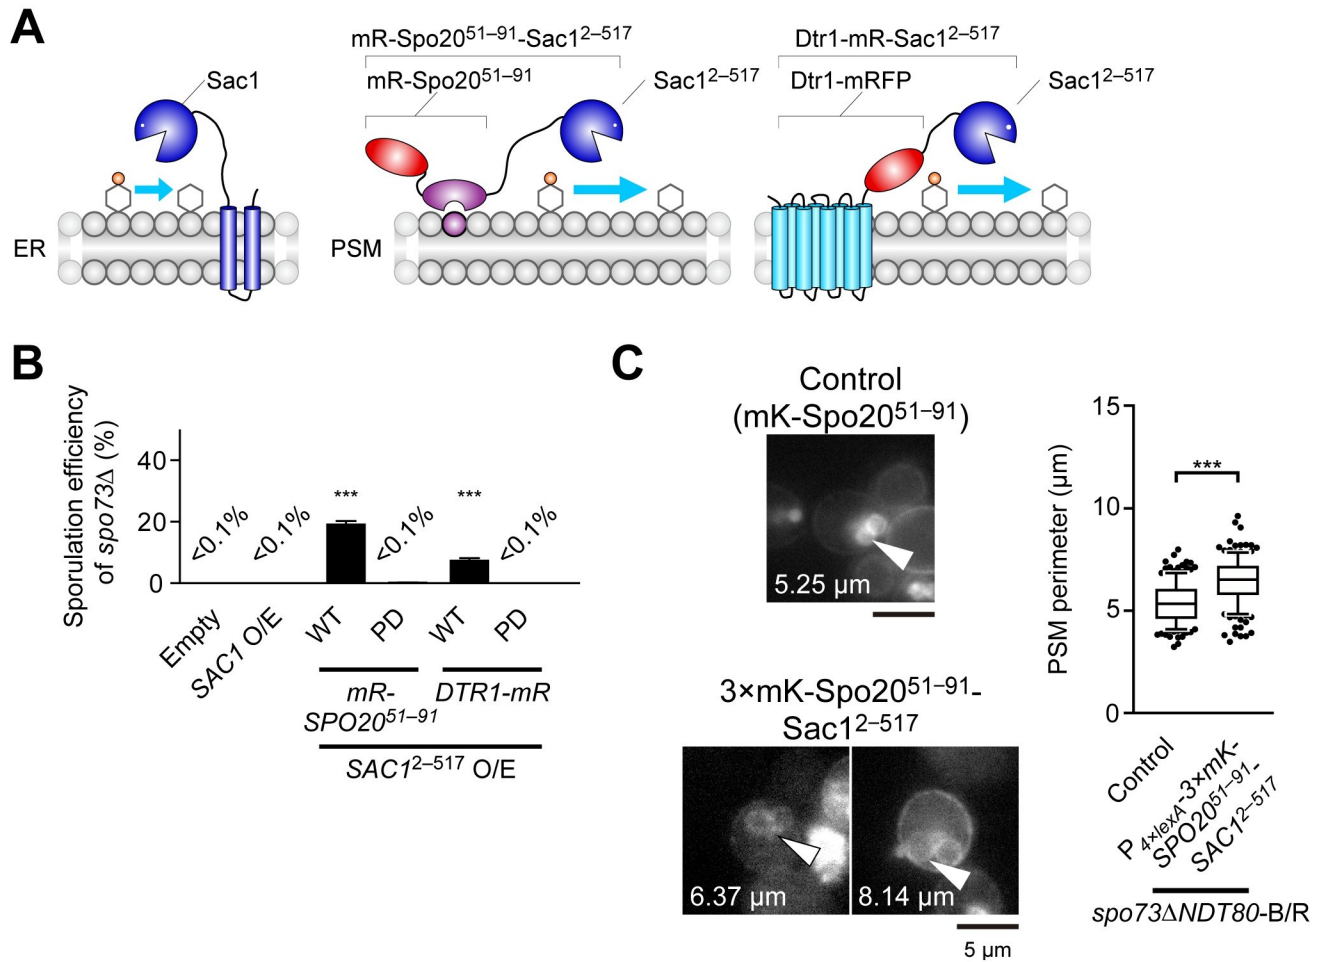 A
Sac1
ER
mR-Spo20⁵¹⁻⁹¹-Sac1²⁻⁵¹⁷
mR-Spo20⁵¹⁻⁹¹
Sac1²⁻⁵¹⁷
PSM
Dtr1-mR-Sac1²⁻⁵¹⁷
Dtr1-mRFP
Sac1²⁻⁵¹⁷
B
Sporulation efficiency
of spo73Δ (%)
40
20
0
<0.1%
<0.1%
***
<0.1%
***
<0.1%
Empty
SAC1 O/E
WT
PD
WT
PD
mR-
SPO20⁵¹⁻⁹¹
DTR1-mR
SAC1²⁻⁵¹⁷ O/E
C
Control
(mK-Spo20⁵¹⁻⁹¹)
5.25 µm
3×mK-Spo20⁵¹⁻⁹¹-
Sac1²⁻⁵¹⁷
6.37 µm
8.14 µm
5 µm
PSM perimeter (µm)
15
10
5
0
***
Control
P₄×lexA-3×mK-
SPO20⁵¹⁻⁹¹-
SAC1²⁻⁵¹⁷
spo73ΔNDT80-B/R